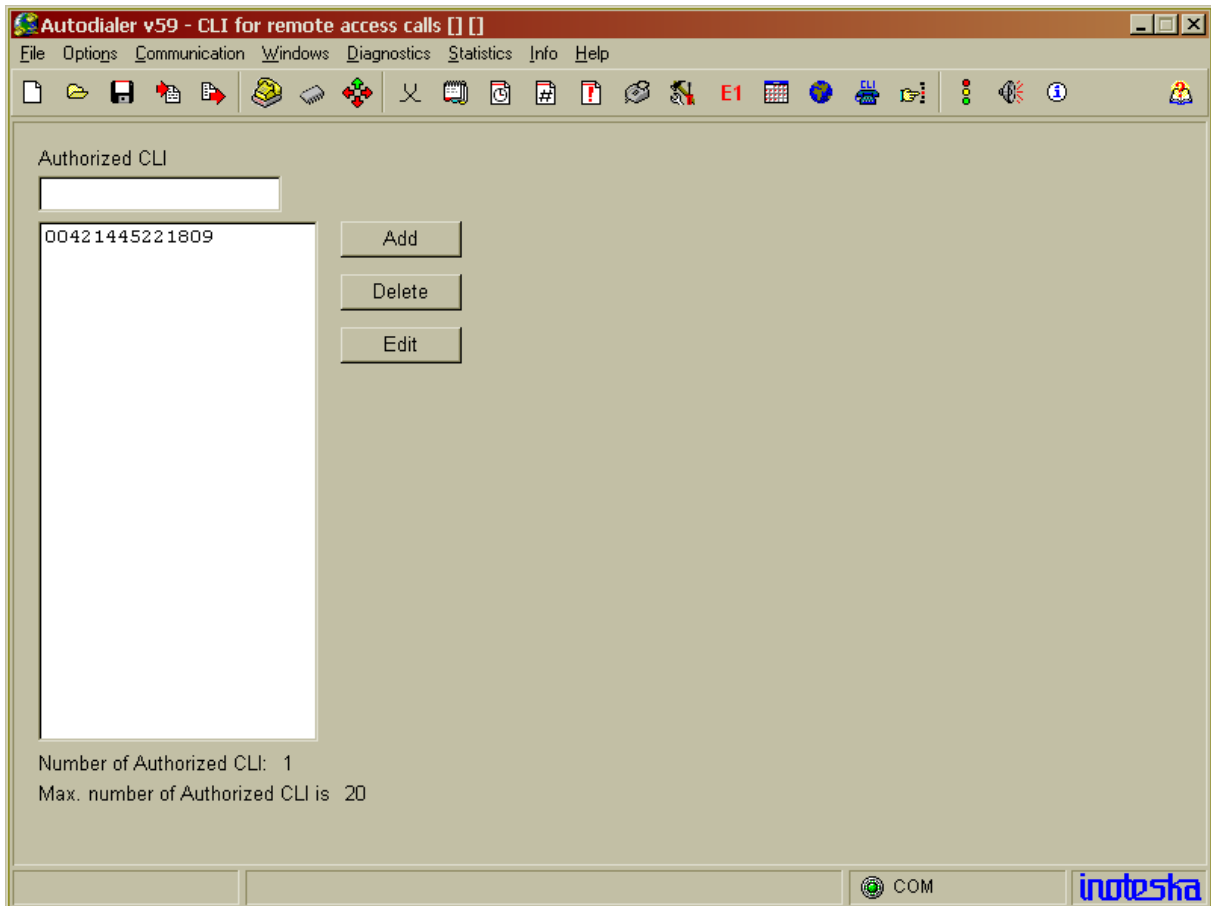 Autodialer v59 - CLI for remote access calls [] []
File Options Communication Windows Diagnostics Statistics Info Help
E1 CLI
Authorized CLI
00421445221809
Add
Delete
Edit
Number of Authorized CLI: 1
Max. number of Authorized CLI is 20
COM
inoteska